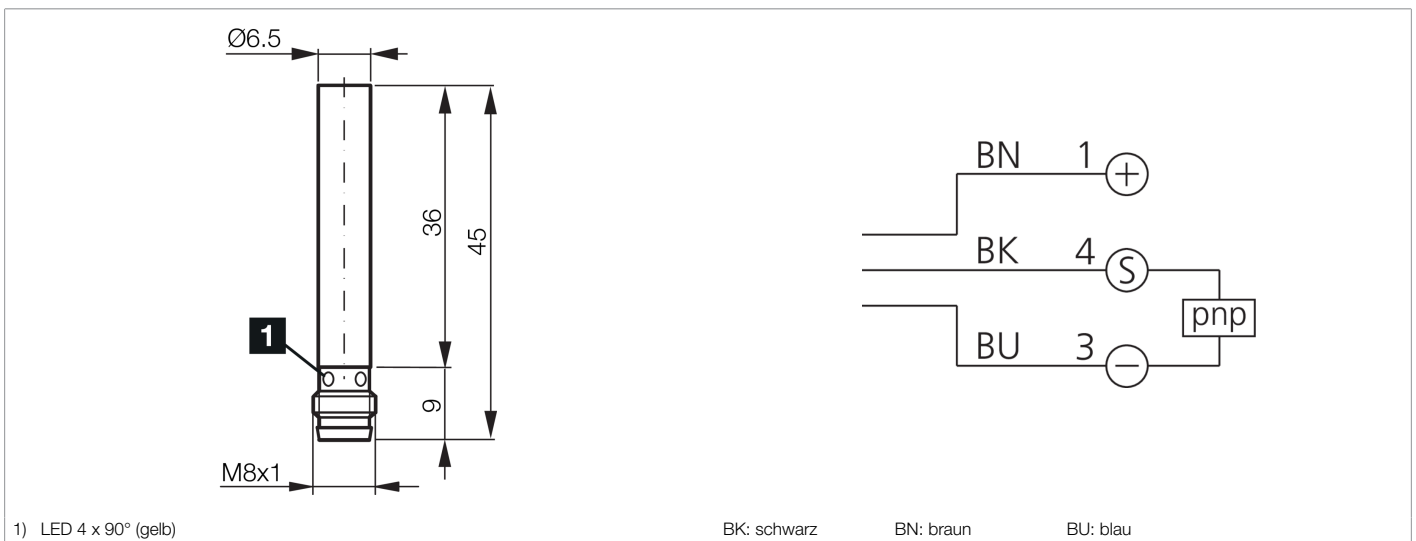 Ø6.5
36
45
1
9
M8x1
BN 1 +
BK 4 S
pnp
BU 3 −
1) LED 4 x 90° (gelb)
BK: schwarz BN: braun BU: blau